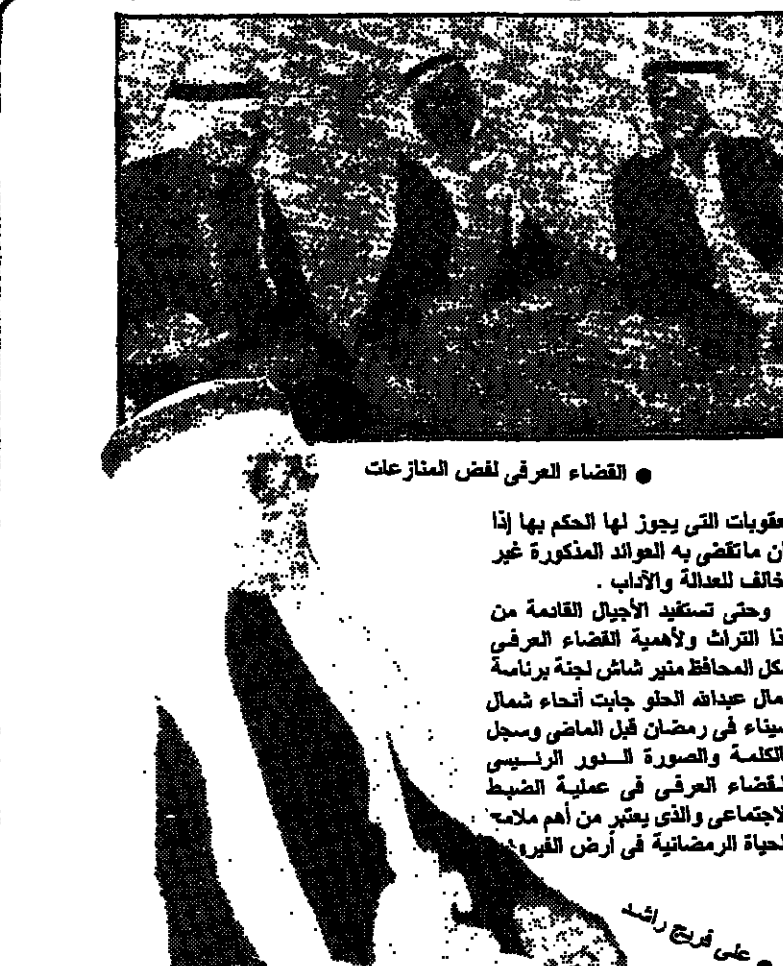 ● القضاء العرفى لفض المنازعات
عقوبات التى يجوز لها الحكم بها إذا
ن ماتقضى به العوائد المذكورة غير
خالف للعدالة والآداب .
وحتى تستفيد الأجيال القادمة من
ذا التراث ولأهمية القضاء العرفى
كل المحافظ منير شاش لجنة برئاسة
مال عبدالله الحلو جابت أنحاء شمال
سيناء فى رمضان قبل الماضى وسجل
الكلمة والصورة للدور الرئيسى
لقضاء العرفى فى عملية الضبط
لاجتماعى والذى يعتبر من أهم ملامح
لحياة الرمضانية فى أرض
● على فريج راشد